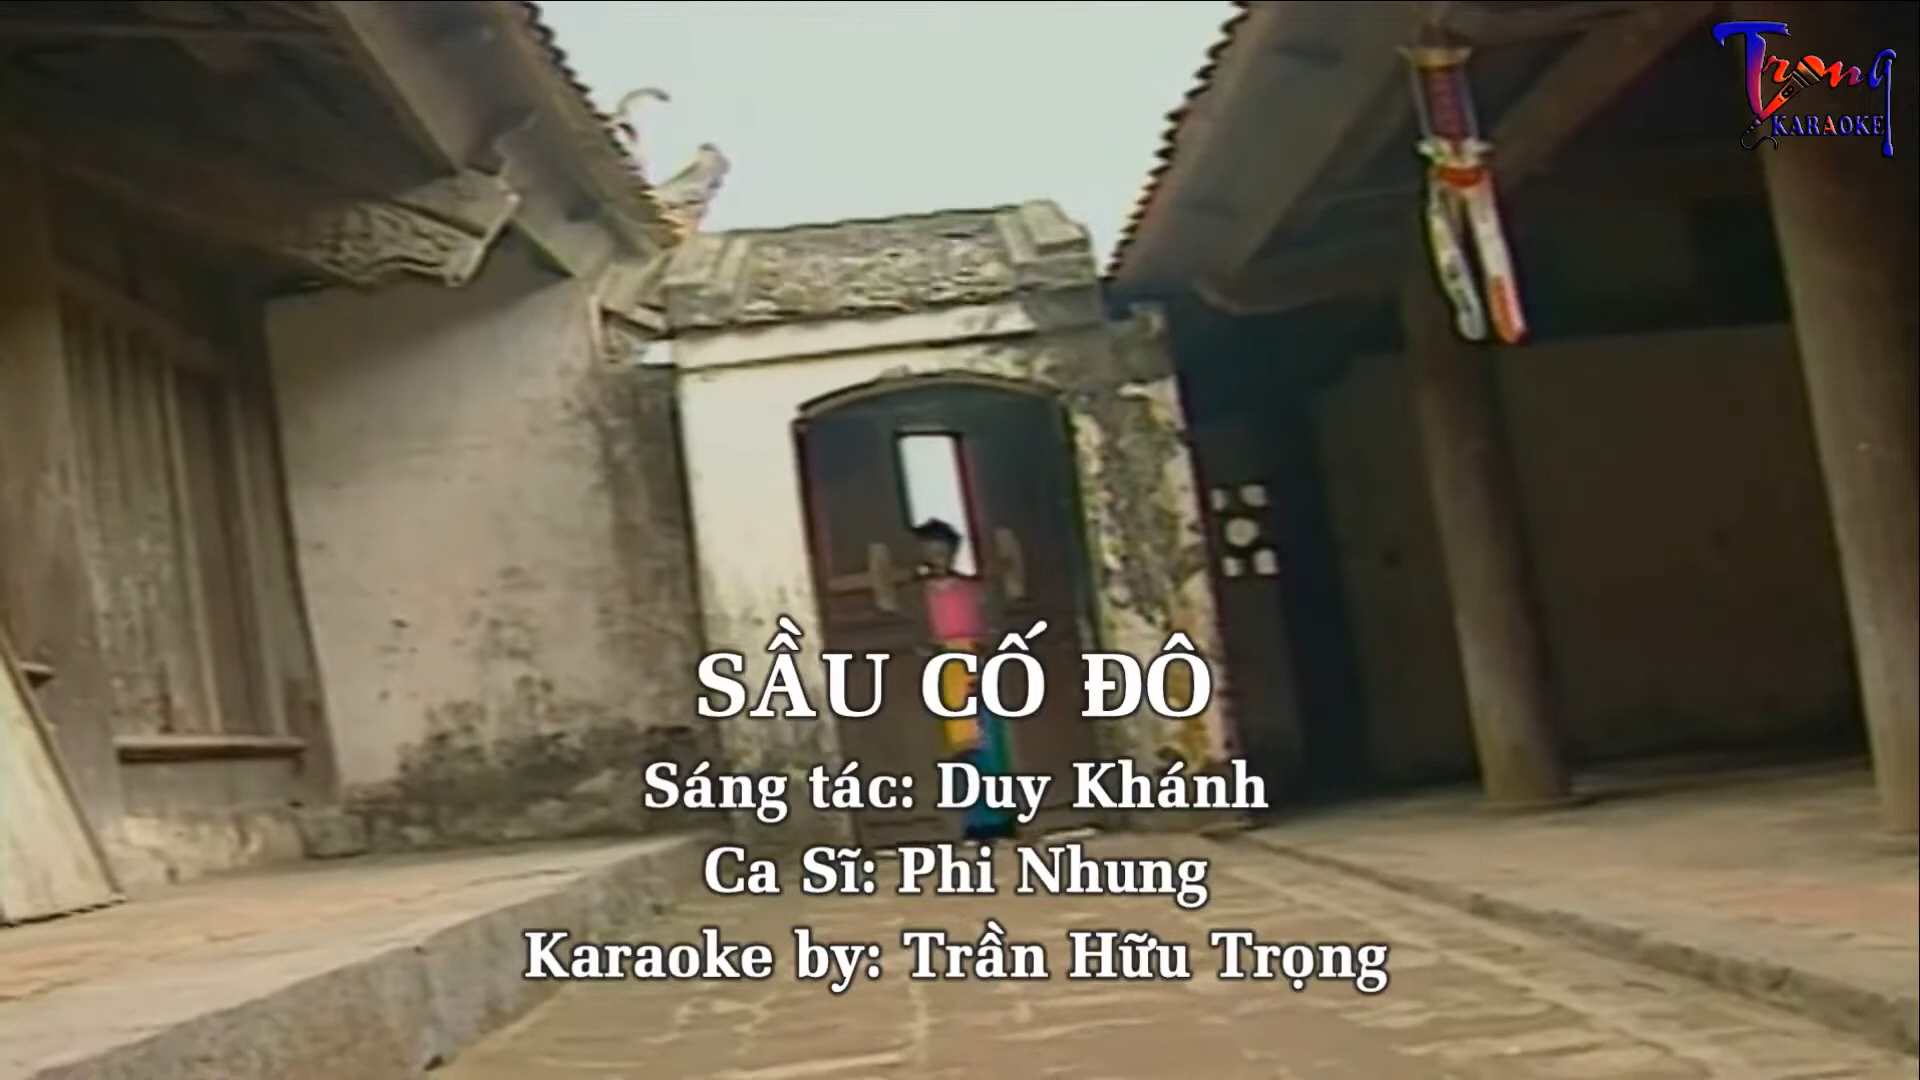 Trọng
KARAOKE
SẦU CỐ ĐÔ
Sáng tác: Duy Khánh
Ca Sĩ: Phi Nhung
Karaoke by: Trần Hữu Trọng